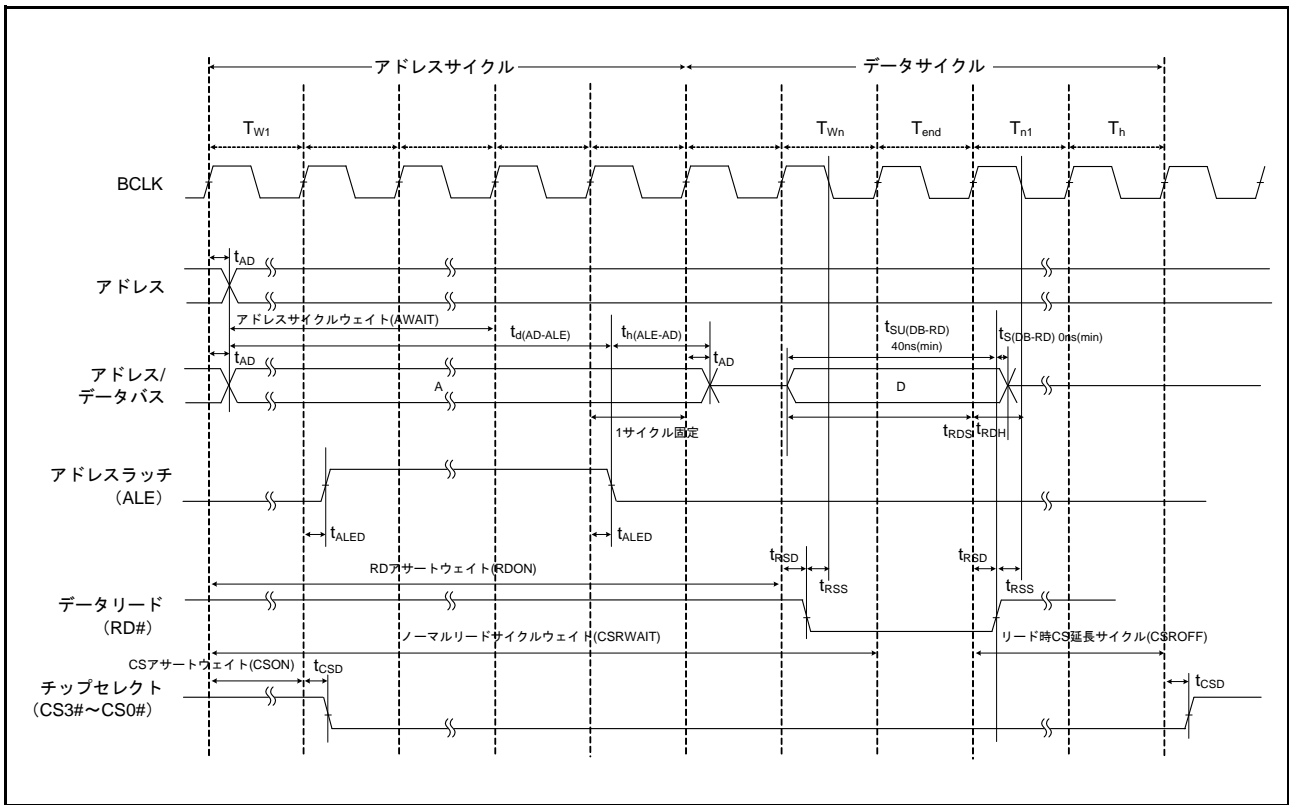 アドレスサイクル
データサイクル
TW1
TWn
Tend
Tn1
Th
BCLK
tAD
アドレス
アドレスサイクルウェイト(AWAIT)
td(AD-ALE)
th(ALE-AD)
tSU(DB-RD)
40ns(min)
tS(DB-RD) 0ns(min)
tAD
tAD
アドレス/
データバス
A
D
1サイクル固定
tRDS
tRDH
アドレスラッチ
(ALE)
tALED
tALED
tRSD
tRSD
RDアサートウェイト(RDON)
tRSS
tRSS
データリード
(RD#)
ノーマルリードサイクルウェイト(CSRWAIT)
リード時CS延長サイクル(CSROFF)
CSアサートウェイト(CSON)
tCSD
tCSD
チップセレクト
(CS3#～CS0#)